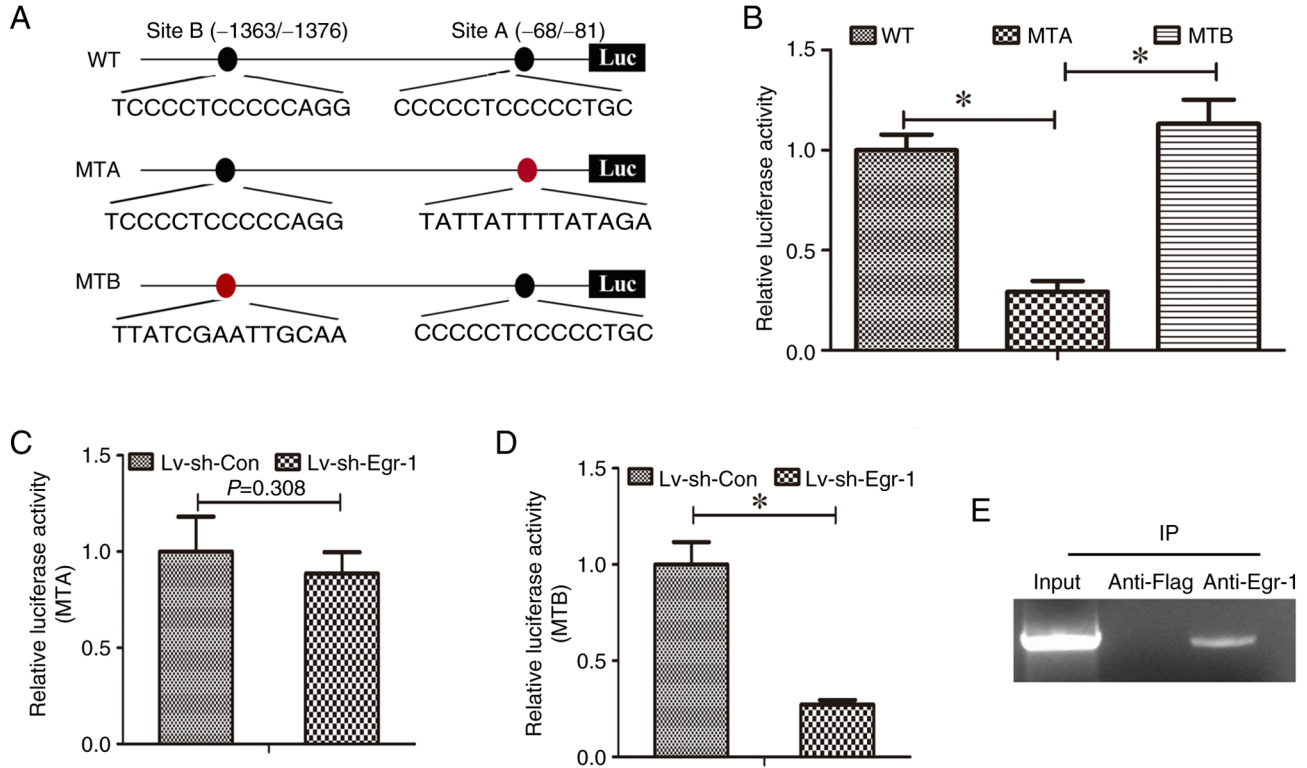 A
Site B (–1363/–1376) Site A (–68/–81)
WT Luc
TCCCCTCCCCCAGG CCCCCTCCCCCTGC
MTA Luc
TCCCCTCCCCCAGG TATTATTTTATAGA
MTB Luc
TTATCGAATTGCAA CCCCCTCCCCCTGC
B
WT MTA MTB
Relative luciferase activity
1.5
1.0
0.5
0.0
*
*
C
Lv-sh-Con Lv-sh-Egr-1
P=0.308
Relative luciferase activity
(MTA)
1.5
1.0
0.5
0.0
D
Lv-sh-Con Lv-sh-Egr-1
*
Relative luciferase activity
(MTB)
1.5
1.0
0.5
0.0
E
IP
Input Anti-Flag Anti-Egr-1